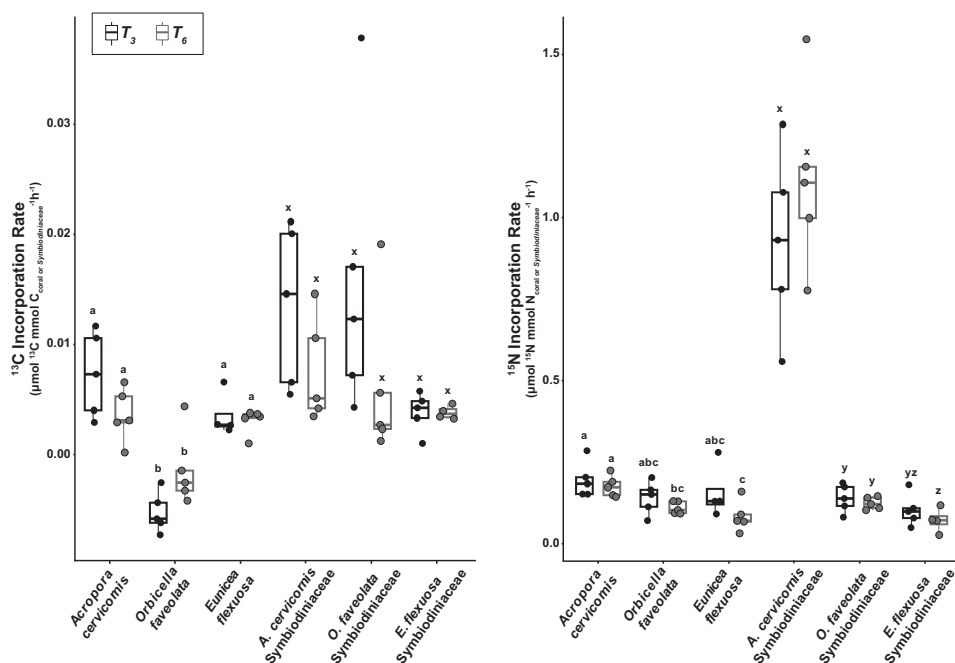 T3 T6
13C Incorporation Rate
(μmol 13C mmol Ccoral or Symbiodiniaceae-1h-1)
0.03
0.02
0.01
0.00
a
a
b
b
a
a
x
x
x
x
x
x
Acropora
cervicornis
Orbicella
faveolata
Eunicea
flexuosa
A. cervicornis
Symbiodiniaceae
O. faveolata
Symbiodiniaceae
E. flexuosa
Symbiodiniaceae
15N Incorporation Rate
(μmol 15N mmol Ncoral or Symbiodiniaceae-1 h-1)
1.5
1.0
0.5
0.0
a
a
abc
bc
abc
c
x
x
y
y
yz
z
Acropora
cervicornis
Orbicella
faveolata
Eunicea
flexuosa
A. cervicornis
Symbiodiniaceae
O. faveolata
Symbiodiniaceae
E. flexuosa
Symbiodiniaceae